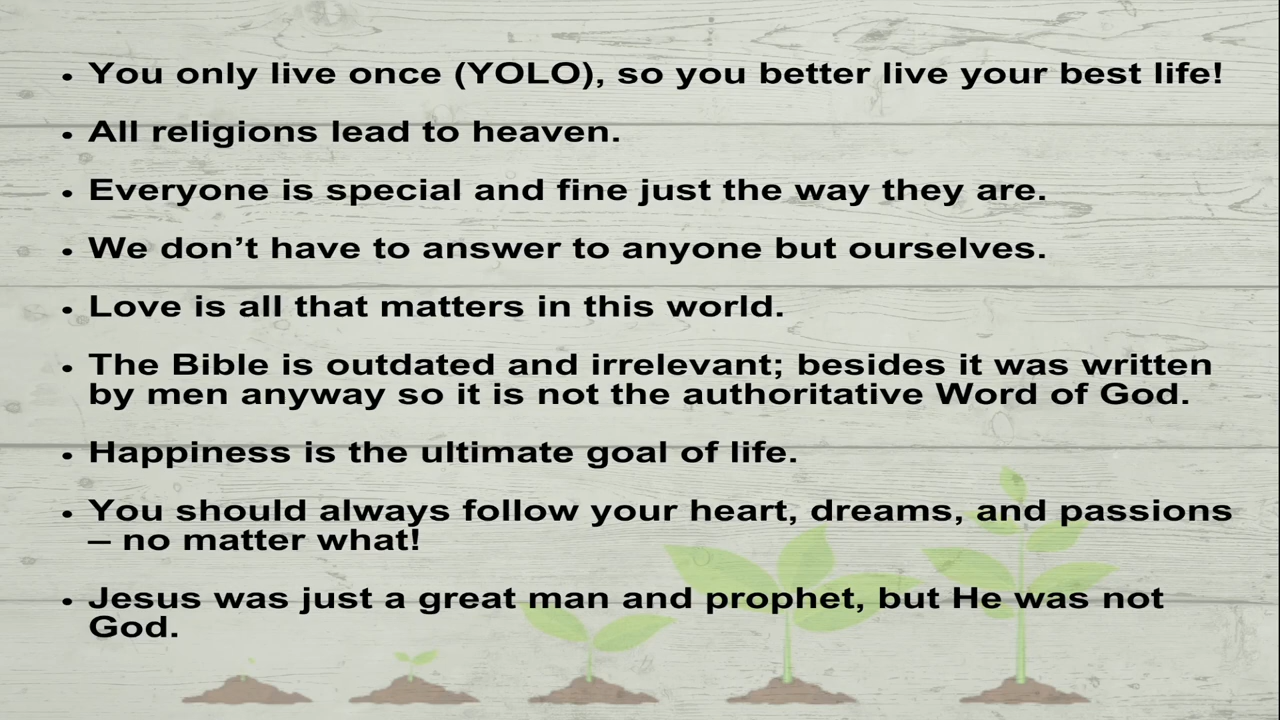 • You only live once (YOLO), so you better live your best life!
• All religions lead to heaven.
• Everyone is special and fine just the way they are.
• We don’t have to answer to anyone but ourselves.
• Love is all that matters in this world.
• The Bible is outdated and irrelevant; besides it was written
by men anyway so it is not the authoritative Word of God.
• Happiness is the ultimate goal of life.
• You should always follow your heart, dreams, and passions
– no matter what!
• Jesus was just a great man and prophet, but He was not
God.